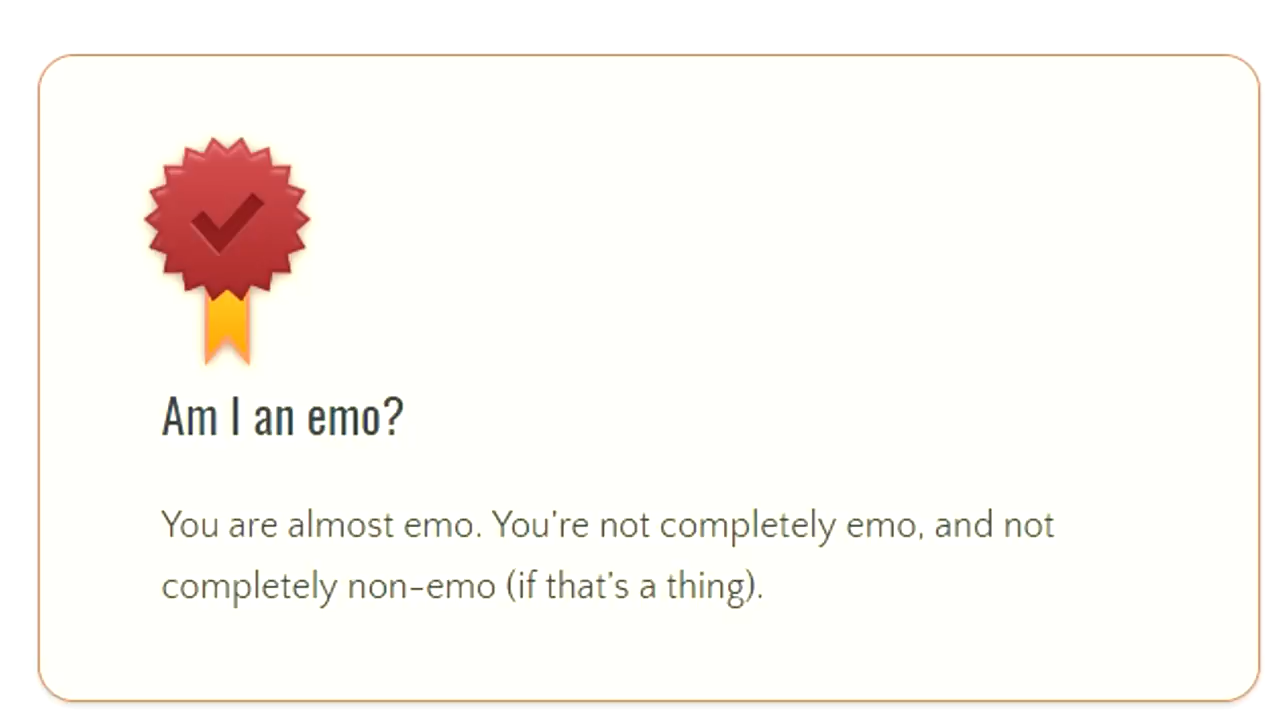 Am I an emo?
You are almost emo. You're not completely emo, and not
completely non-emo (if that's a thing).